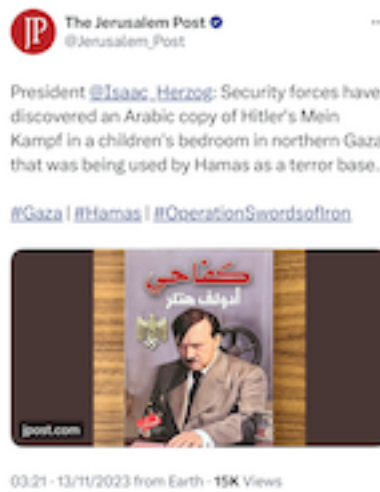 The Jerusalem Post
@Jerusalem_Post
President @Isaac_Herzog: Security forces have
discovered an Arabic copy of Hitler's Mein
Kampf in a children's bedroom in northern Gaza
that was being used by Hamas as a terror base.
#Gaza | #Hamas | #OperationSwordsofIron
كفاحي
أدولف هتلر
jpost.com
03:21 · 13/11/2023 from Earth · 15K Views